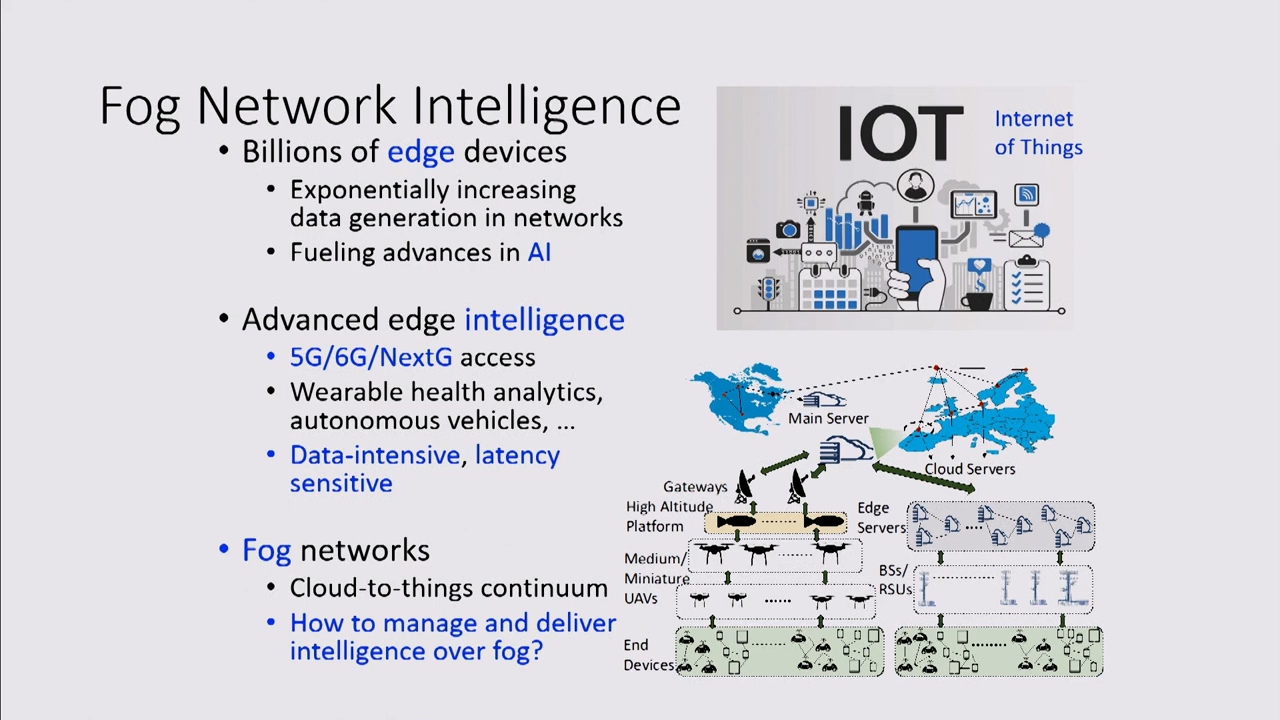 Fog Network Intelligence
• Billions of edge devices
• Exponentially increasing
data generation in networks
• Fueling advances in AI
• Advanced edge intelligence
• 5G/6G/NextG access
• Wearable health analytics,
autonomous vehicles, ...
• Data-intensive, latency
sensitive
• Fog networks
• Cloud-to-things continuum
• How to manage and deliver
intelligence over fog?
IOT
Internet
of Things
Main Server
Cloud Servers
Gateways
High Altitude
Platform
Edge
Servers
Medium/
Miniature
UAVs
BSs/
RSUs
End
Devices